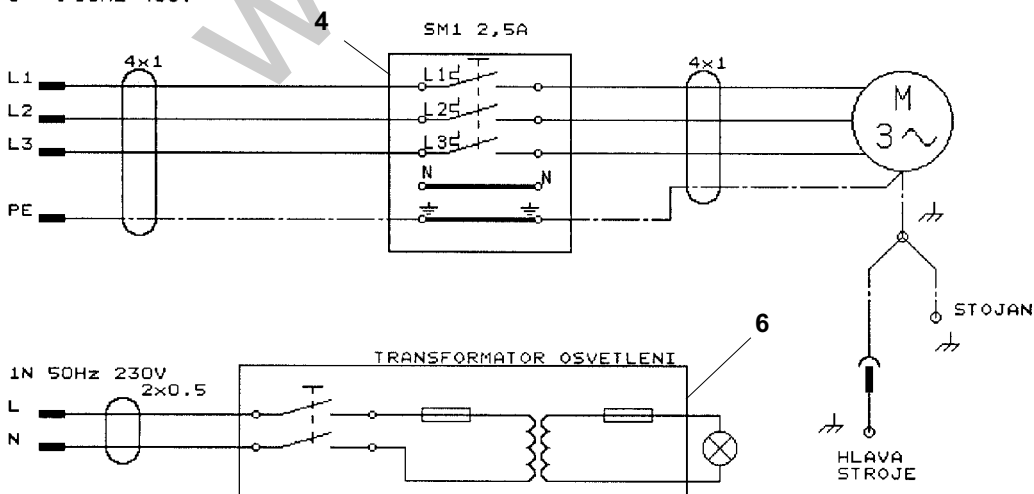 4
SM1 2,5A
4x1
4x1
L1
L1
L2
L2
L3
L3
M
3
N
N
PE
STOJAN
6
TRANSFORMATOR OSVETLENI
1N 50Hz 230V
2x0.5
L
N
HLAVA
STROJE